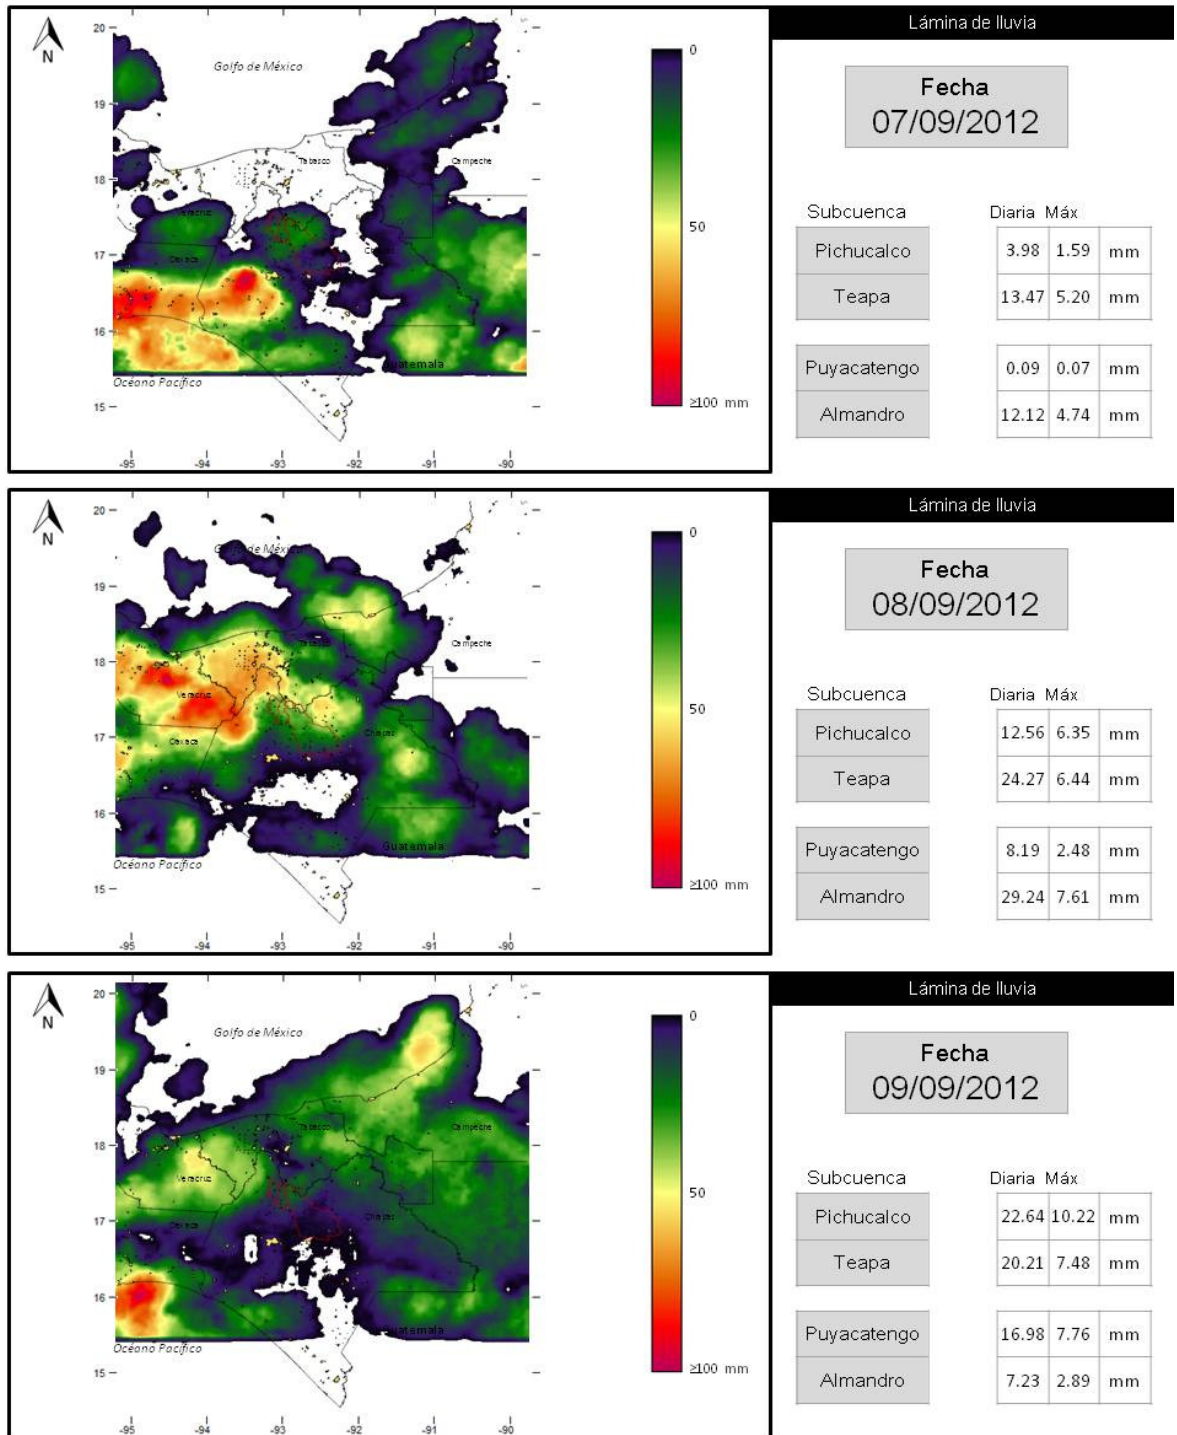 Lámina de lluvia
N
20
19
18
17
16
15
-95 -94 -93 -92 -91 -90
Golfo de México
Tabasco
Campeche
Veracruz
Oaxaca
Guatemala
Océano Pacífico
0
50
≥100 mm
Fecha
07/09/2012
Subcuenca Diaria Máx
Pichucalco 3.98 1.59 mm
Teapa 13.47 5.20 mm
Puyacatengo 0.09 0.07 mm
Almandro 12.12 4.74 mm
Lámina de lluvia
N
20
19
18
17
16
15
-95 -94 -93 -92 -91 -90
Golfo de México
Tabasco
Campeche
Veracruz
Oaxaca
Chiapas
Guatemala
Océano Pacífico
0
50
≥100 mm
Fecha
08/09/2012
Subcuenca Diaria Máx
Pichucalco 12.56 6.35 mm
Teapa 24.27 6.44 mm
Puyacatengo 8.19 2.48 mm
Almandro 29.24 7.61 mm
Lámina de lluvia
N
20
19
18
17
16
15
-95 -94 -93 -92 -91 -90
Golfo de México
Tabasco
Campeche
Veracruz
Oaxaca
Chiapas
Guatemala
Océano Pacífico
0
50
≥100 mm
Fecha
09/09/2012
Subcuenca Diaria Máx
Pichucalco 22.64 10.22 mm
Teapa 20.21 7.48 mm
Puyacatengo 16.98 7.76 mm
Almandro 7.23 2.89 mm